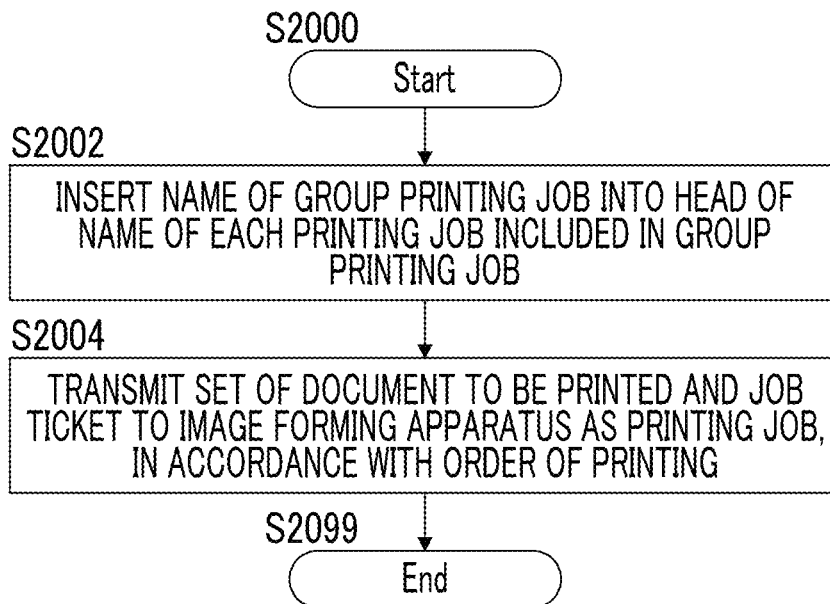 S2000
Start
S2002
INSERT NAME OF GROUP PRINTING JOB INTO HEAD OF
NAME OF EACH PRINTING JOB INCLUDED IN GROUP
PRINTING JOB
S2004
TRANSMIT SET OF DOCUMENT TO BE PRINTED AND JOB
TICKET TO IMAGE FORMING APPARATUS AS PRINTING JOB,
IN ACCORDANCE WITH ORDER OF PRINTING
S2099
End